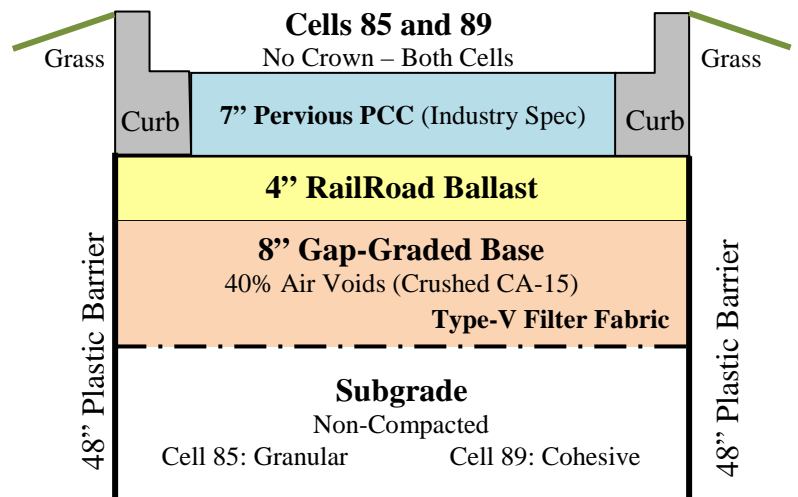 Cells 85 and 89
No Crown – Both Cells
Grass
Grass
Curb
7” Pervious PCC (Industry Spec)
Curb
4” RailRoad Ballast
8” Gap-Graded Base
40% Air Voids (Crushed CA-15)
Type-V Filter Fabric
48” Plastic Barrier
48” Plastic Barrier
Subgrade
Non-Compacted
Cell 85: Granular
Cell 89: Cohesive